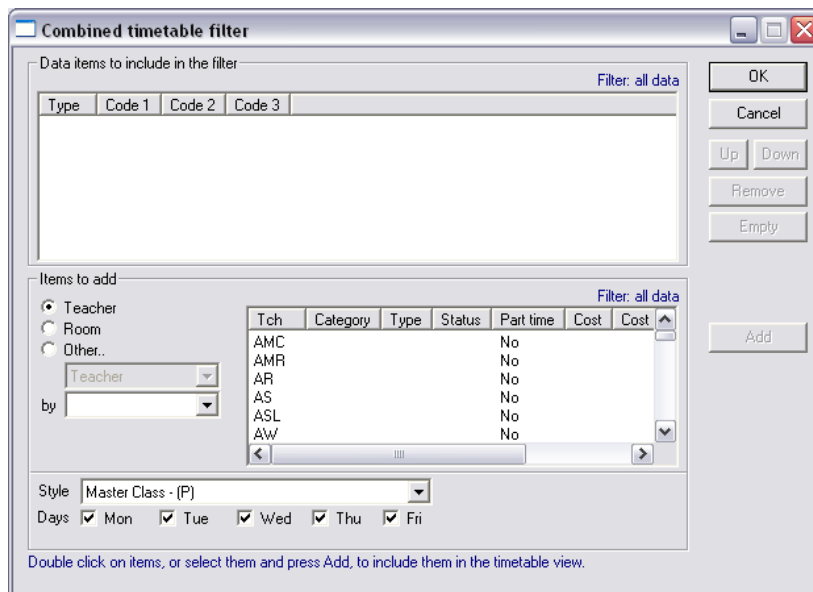 Combined timetable filter
Data items to include in the filter
Filter: all data
Type Code 1 Code 2 Code 3
OK
Cancel
Up Down
Remove
Empty
Items to add
Filter: all data
Teacher
Room
Other..
Teacher
by
Tch Category Type Status Part time Cost Cost
AMC No
AMR No
AR No
AS No
ASL No
AW No
Add
Style Master Class - (P)
Days Mon Tue Wed Thu Fri
Double click on items, or select them and press Add, to include them in the timetable view.